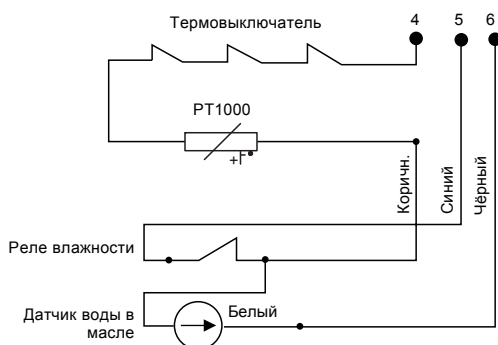 Термовыключатель
4 5 6
PT1000
+F°
Коричн.
Синий
Чёрный
Реле влажности
Датчик воды в
масле
Белый